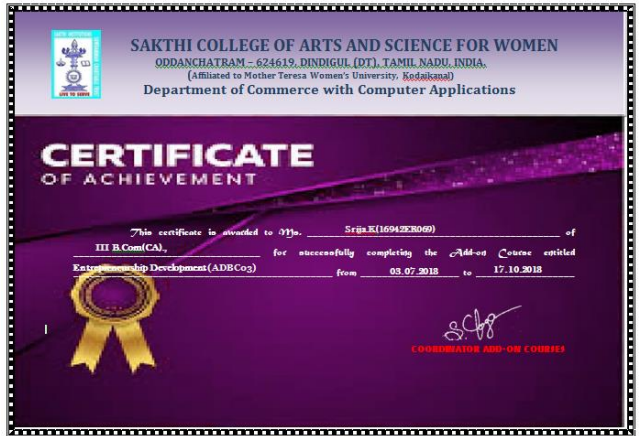 SAKTHI COLLEGE OF ARTS AND SCIENCE FOR WOMEN
ODDANCHATRAM – 624619, DINDIGUL (DT), TAMIL NADU, INDIA.
(Affiliated to Mother Teresa Women's University, Kodaikanal)
Department of Commerce with Computer Applications
LIVE TO SERVE
CERTIFICATE
OF ACHIEVEMENT
This certificate is awarded to Ms. Srija.K(16942ER069) of
III B.Com(CA)., for successfully completing the Add-on Course entitled
Entrepreneurship Development (ADBC03) from 03.07.2018 to 17.10.2018
COORDINATOR ADD-ON COURSES